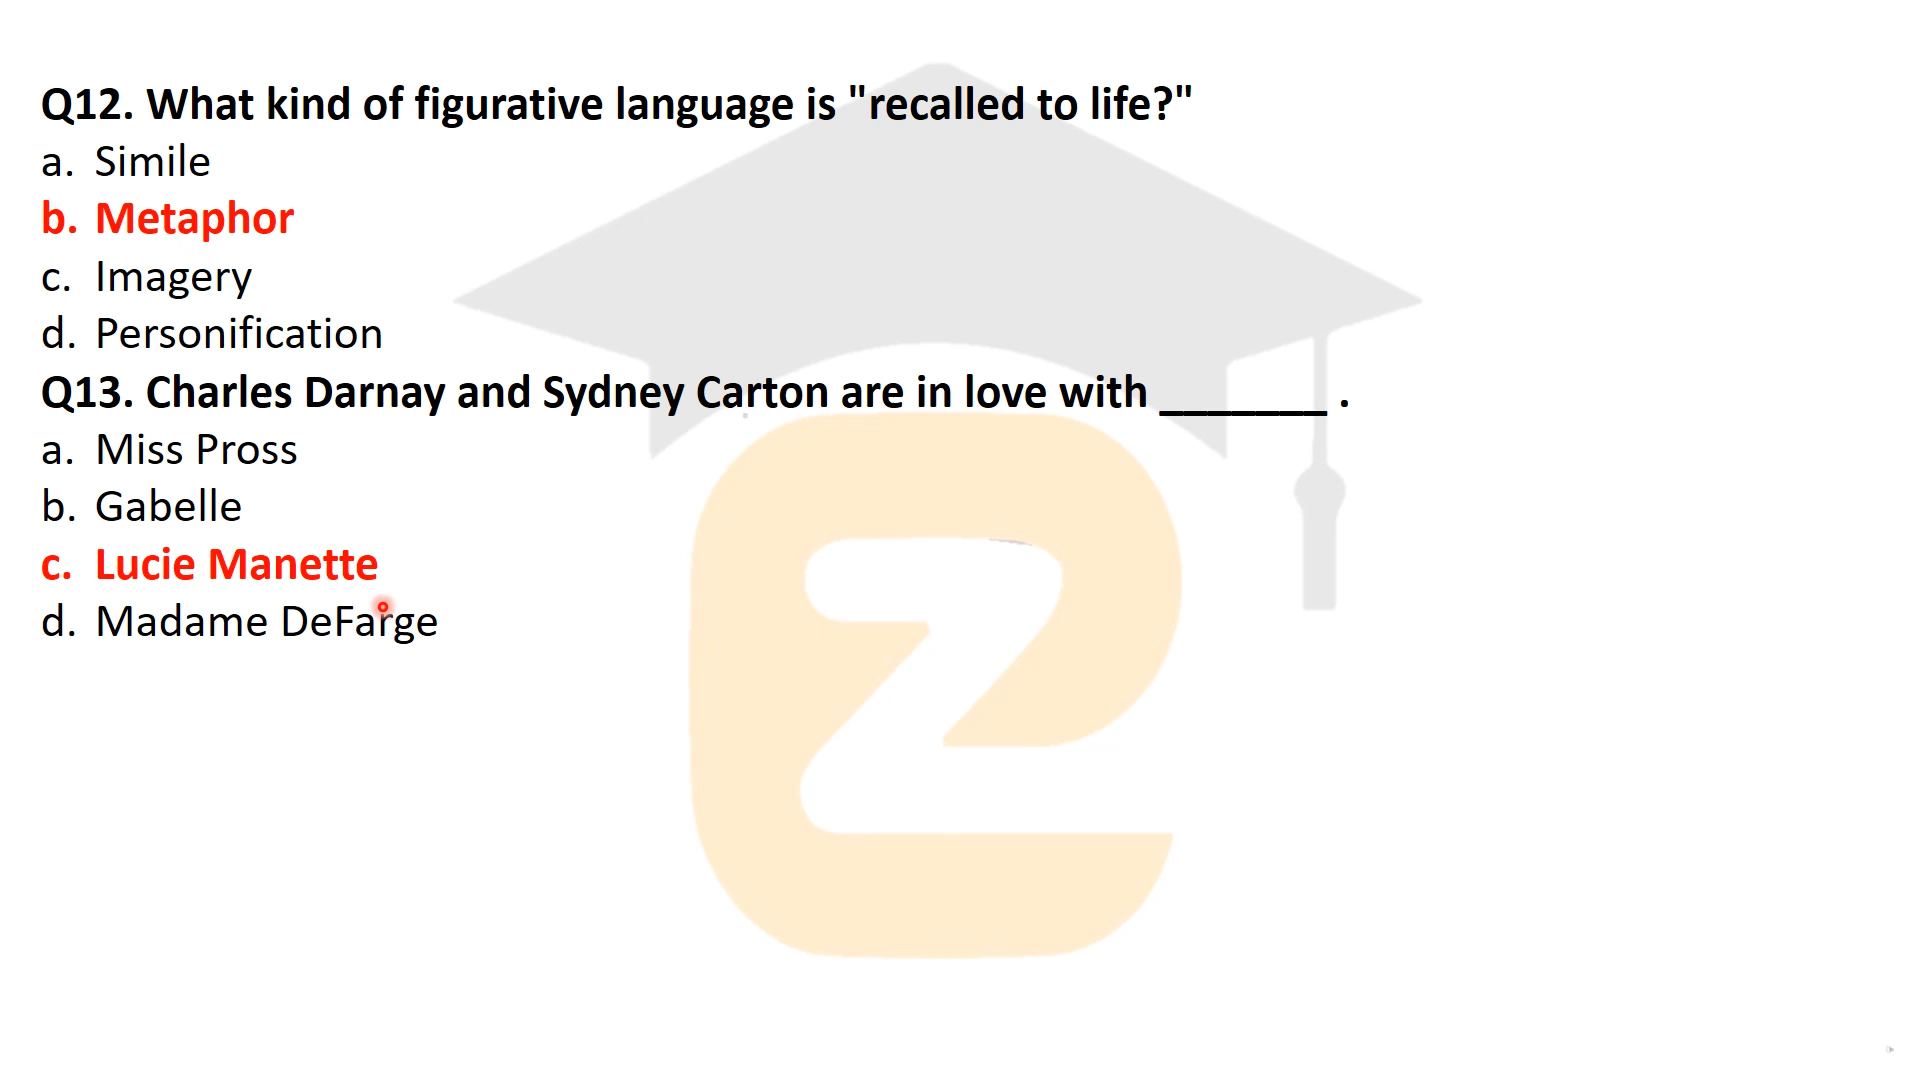 Q12. What kind of figurative language is "recalled to life?"
a. Simile
b. Metaphor
c. Imagery
d. Personification
Q13. Charles Darnay and Sydney Carton are in love with _______ .
a. Miss Pross
b. Gabelle
c. Lucie Manette
d. Madame DeFarge